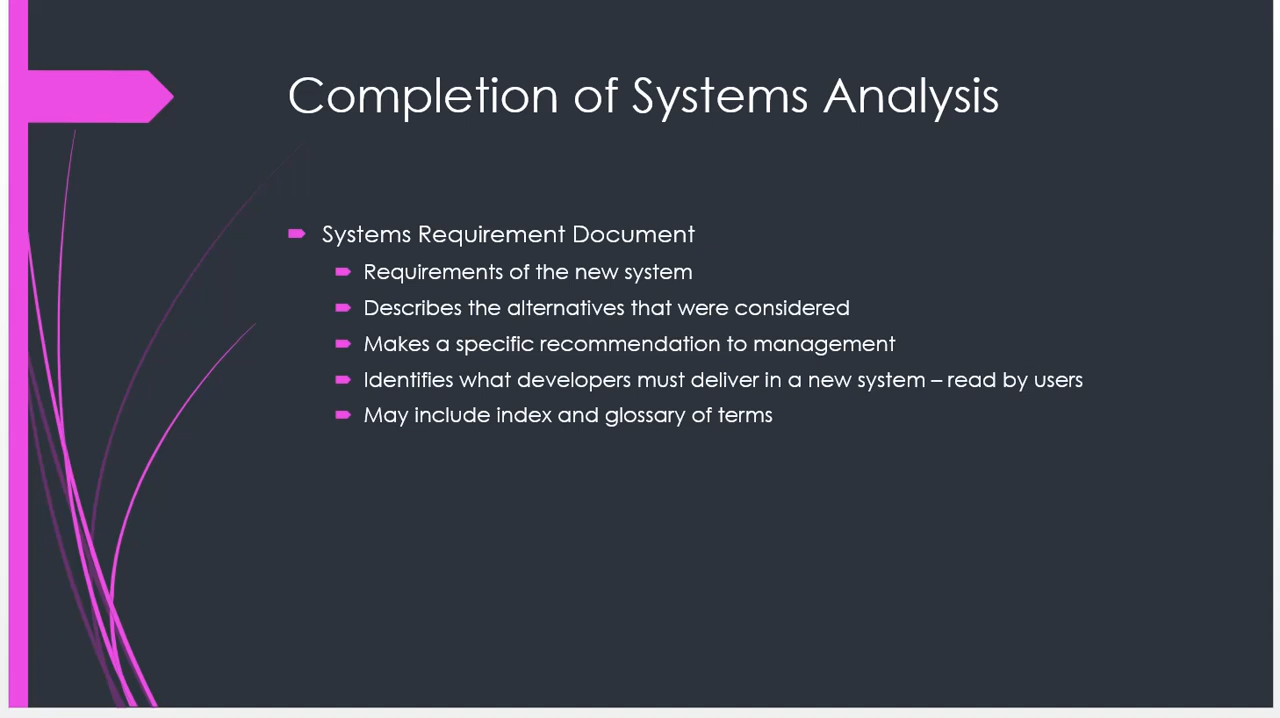 Completion of Systems Analysis
Systems Requirement Document
Requirements of the new system
Describes the alternatives that were considered
Makes a specific recommendation to management
Identifies what developers must deliver in a new system – read by users
May include index and glossary of terms